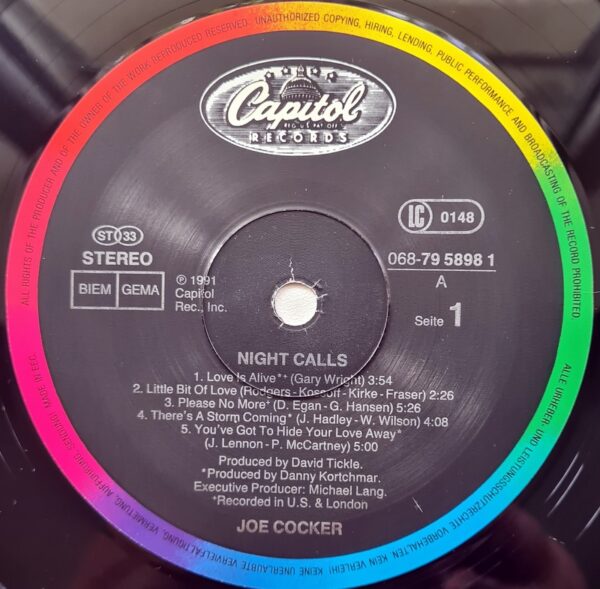 ALL RIGHTS OF THE PRODUCER AND OF THE OWNER OF THE WORK REPRODUCED RESERVED. UNAUTHORIZED COPYING, HIRING, LENDING, PUBLIC PERFORMANCE AND BROADCASTING OF THE RECORD PROHIBITED.
Capitol
REG. U.S. PAT. OFF.
RECORDS
LC 0148
ST 33
STEREO
068-79 5898 1
BIEM GEMA
℗ 1991
Capitol
Rec., Inc.
A
Seite 1
NIGHT CALLS
1. Love Is Alive*+ (Gary Wright) 3:54
2. Little Bit Of Love (Rodgers - Kossoff - Kirke - Fraser) 2:26
3. Please No More* (D. Egan - G. Hansen) 5:26
4. There's A Storm Coming* (J. Hadley - W. Wilson) 4:08
5. You've Got To Hide Your Love Away*
(J. Lennon - P. McCartney) 5:00
Produced by David Tickle.
*Produced by Danny Kortchmar.
Executive Producer: Michael Lang.
*Recorded in U.S. & London
JOE COCKER
ALLE URHEBER- UND LEISTUNGSSCHUTZRECHTE VORBEHALTEN KEIN VERLEIH! KEINE UNERLAUBTE VERVIELFÄLTIGUNG, VERMIETUNG, AUFFÜHRUNG, SENDUNG! MADE IN EEC.